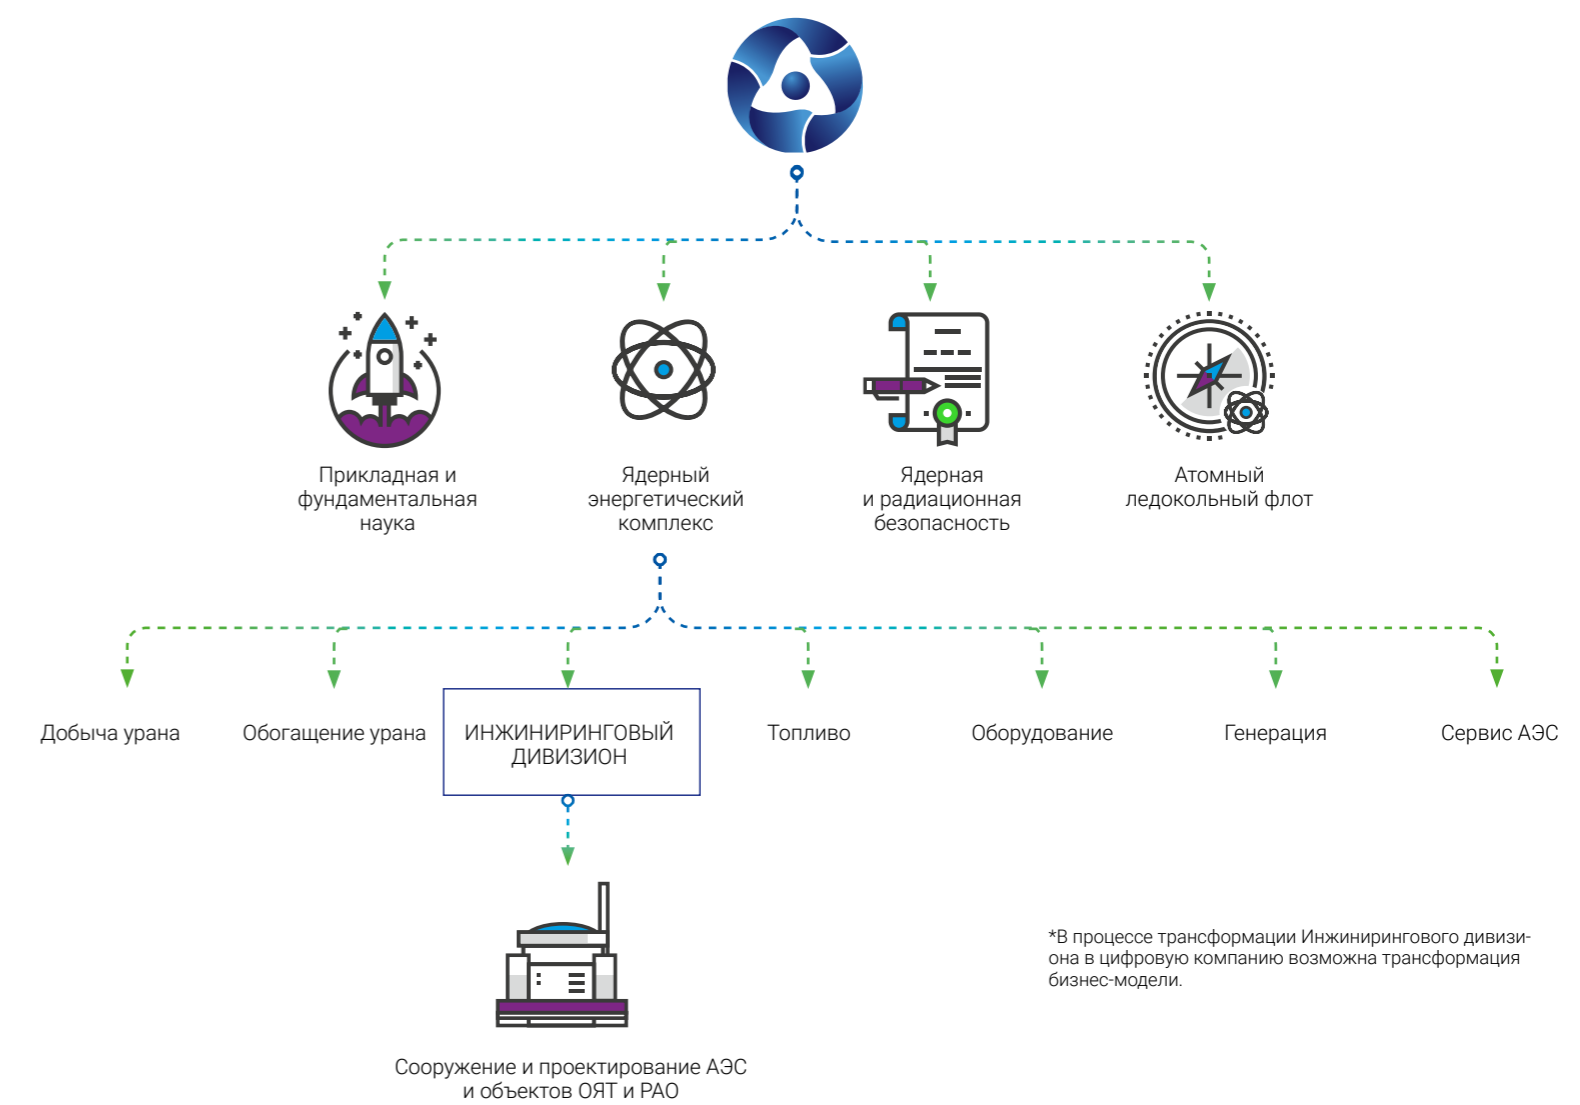 Прикладная и
фундаментальная
наука
Ядерный
энергетический
комплекс
Ядерная
и радиационная
безопасность
Атомный
ледокольный флот
Добыча урана
Обогащение урана
ИНЖИНИРИНГОВЫЙ
ДИВИЗИОН
Топливо
Оборудование
Генерация
Сервис АЭС
*В процессе трансформации Инжинирингового дивизи-
она в цифровую компанию возможна трансформация
бизнес-модели.
Сооружение и проектирование АЭС
и объектов ОЯТ и РАО